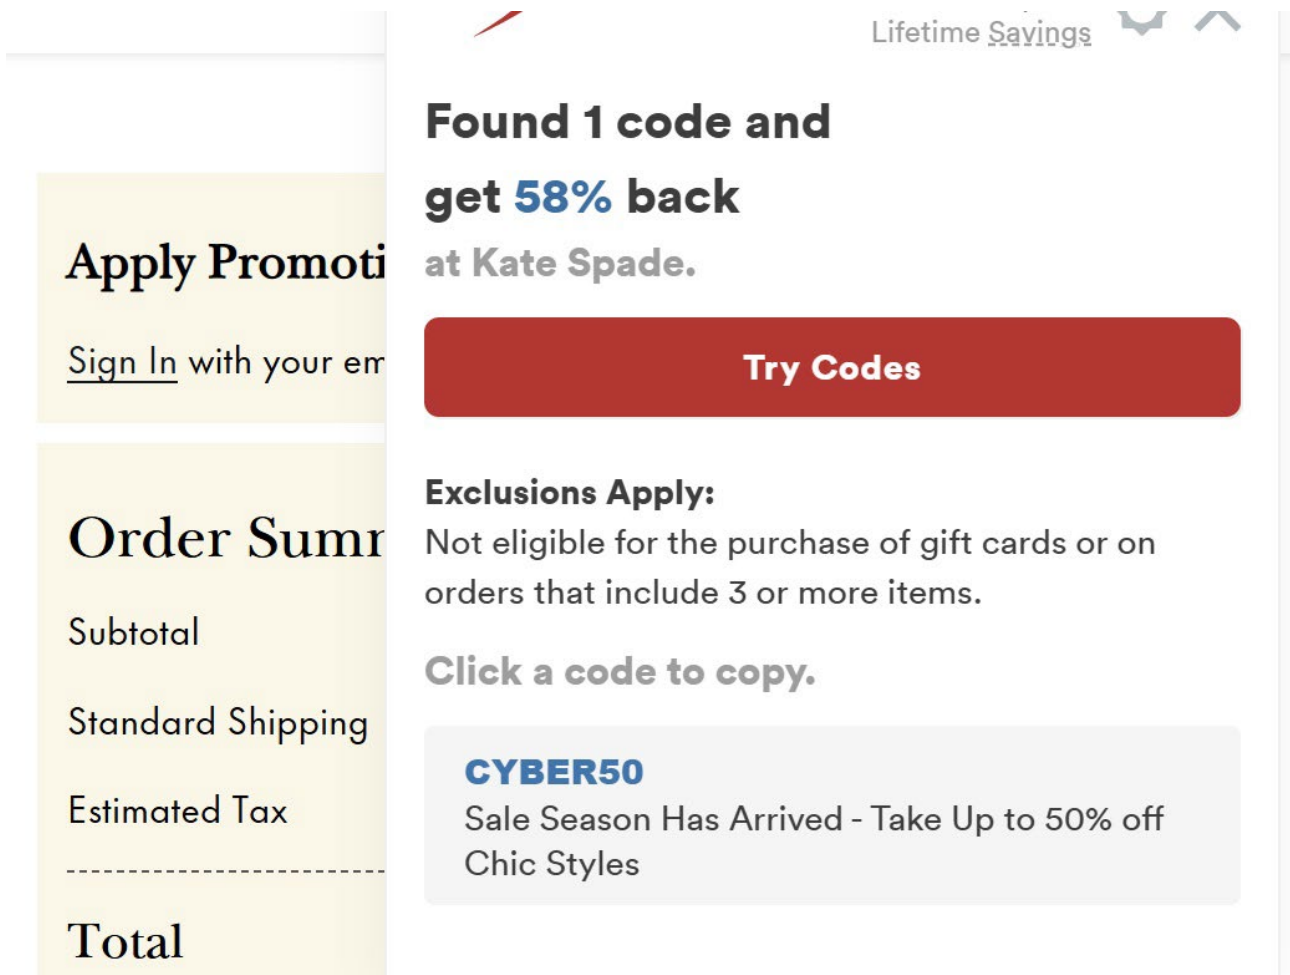 Lifetime Savings
Found 1 code and
get 58% back
at Kate Spade.
Try Codes
Exclusions Apply:
Not eligible for the purchase of gift cards or on
orders that include 3 or more items.
Click a code to copy.
CYBER50
Sale Season Has Arrived - Take Up to 50% off
Chic Styles
Apply
Sign In with your
Order
Subtotal
Standard Shipping
Estimated Tax
Total